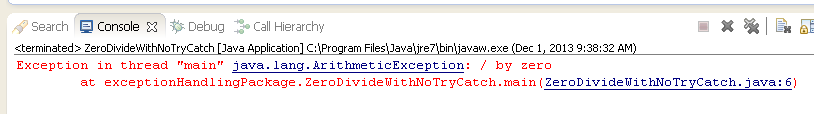 Search Console Debug Call Hierarchy
<terminated> ZeroDivideWithNoTryCatch [Java Application] C:\Program Files\Java\jre7\bin\javaw.exe (Dec 1, 2013 9:38:32 AM)
Exception in thread "main" java.lang.ArithmeticException: / by zero
at exceptionHandlingPackage.ZeroDivideWithNoTryCatch.main(ZeroDivideWithNoTryCatch.java:6)